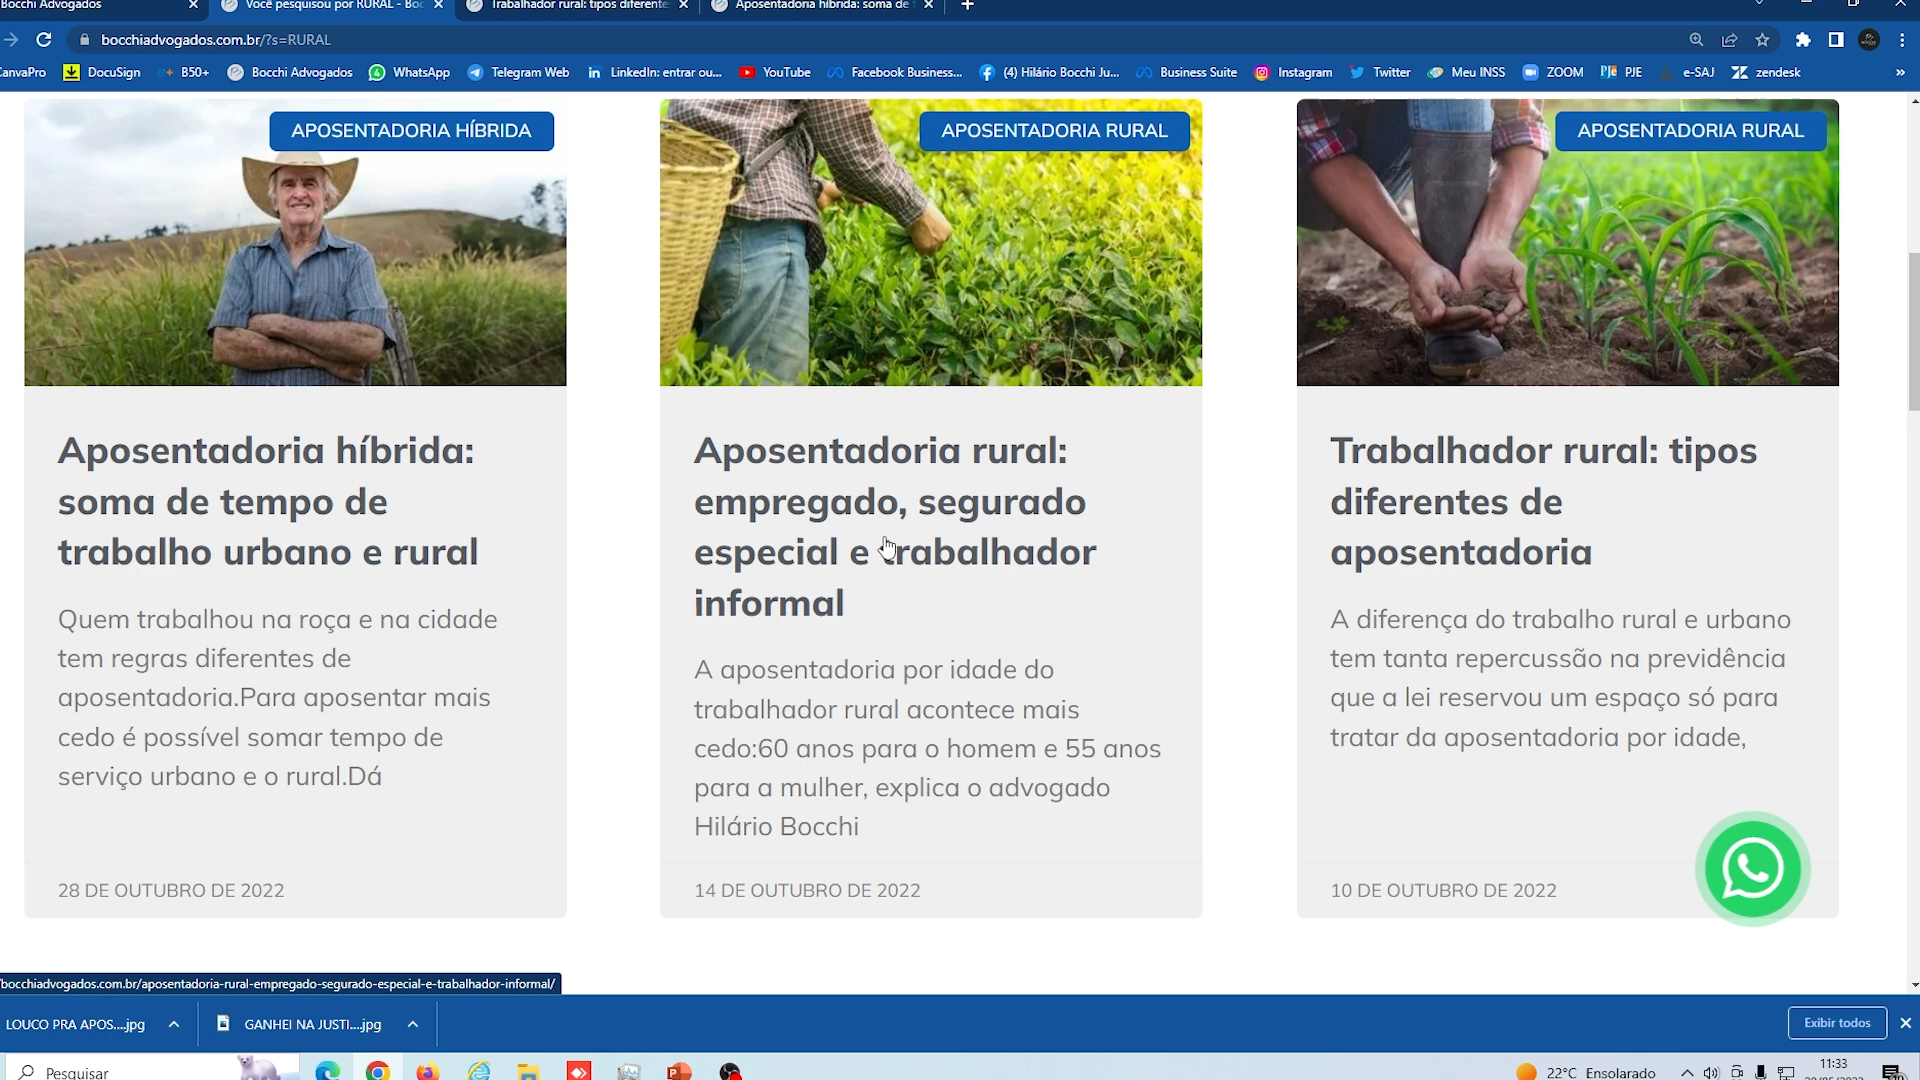 Bocchi Advogados
Você pesquisou por RURAL - Boc
Trabalhador rural: tipos diferente
Aposentadoria híbrida: soma de
bocchiadvogados.com.br/?s=RURAL
CanvaPro
DocuSign
B50+
Bocchi Advogados
WhatsApp
Telegram Web
LinkedIn: entrar ou...
YouTube
Facebook Business...
(4) Hilário Bocchi Ju...
Business Suite
Instagram
Twitter
Meu INSS
ZOOM
PJe PJE
e-SAJ
zendesk
»
APOSENTADORIA HÍBRIDA
Aposentadoria híbrida:
soma de tempo de
trabalho urbano e rural
Quem trabalhou na roça e na cidade
tem regras diferentes de
aposentadoria.Para aposentar mais
cedo é possível somar tempo de
serviço urbano e o rural.Dá
28 DE OUTUBRO DE 2022
APOSENTADORIA RURAL
Aposentadoria rural:
empregado, segurado
especial e trabalhador
informal
A aposentadoria por idade do
trabalhador rural acontece mais
cedo:60 anos para o homem e 55 anos
para a mulher, explica o advogado
Hilário Bocchi
14 DE OUTUBRO DE 2022
APOSENTADORIA RURAL
Trabalhador rural: tipos
diferentes de
aposentadoria
A diferença do trabalho rural e urbano
tem tanta repercussão na previdência
que a lei reservou um espaço só para
tratar da aposentadoria por idade,
10 DE OUTUBRO DE 2022
bocchiadvogados.com.br/aposentadoria-rural-empregado-segurado-especial-e-trabalhador-informal/
LOUCO PRA APOS....jpg
GANHEI NA JUSTI....jpg
Exibir todos
Pesquisar
22°C Ensolarado
11:33